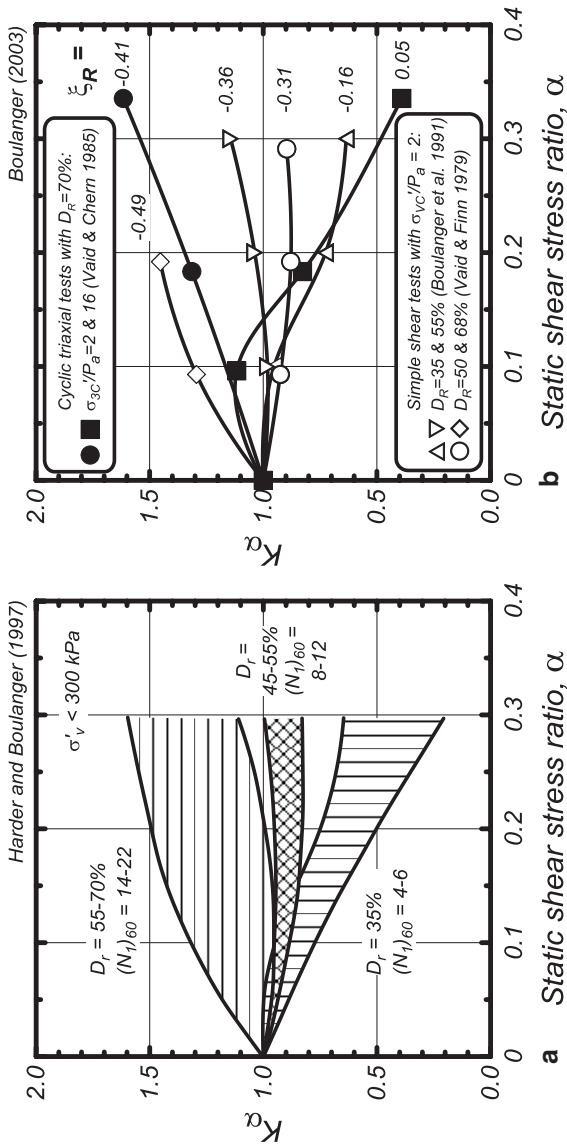 Harder and Boulanger (1997)
2.0
1.5
1.0
0.5
0.0
Kα
σ'v < 300 kPa
Dr = 55-70%
(N1)60 = 14-22
Dr =
45-55%
(N1)60 =
8-12
Dr = 35%
(N1)60 = 4-6
0 0.1 0.2 0.3 0.4
a Static shear stress ratio, α
Boulanger (2003)
2.0
1.5
1.0
0.5
0.0
Kα
Cyclic triaxial tests with DR=70%:
σ3C'/Pa=2 & 16 (Vaid & Chern 1985)
ξR =
-0.49
-0.41
-0.36
-0.31
-0.16
0.05
Simple shear tests with σVC'/Pa = 2:
DR=35 & 55% (Boulanger et al. 1991)
DR=50 & 68% (Vaid & Finn 1979)
0 0.1 0.2 0.3 0.4
b Static shear stress ratio, α